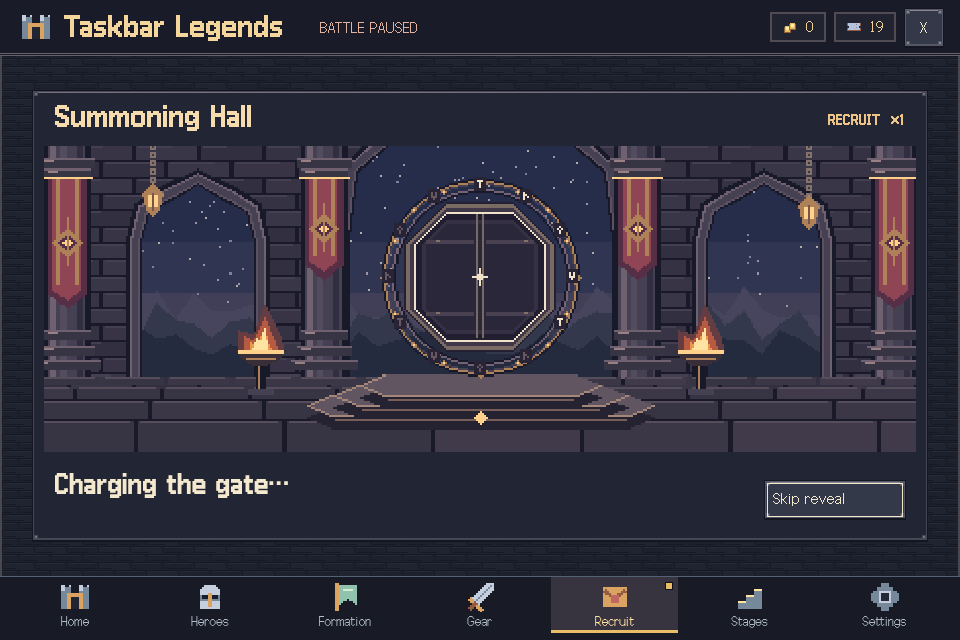 Taskbar Legends
BATTLE PAUSED
0
19
X
Summoning Hall
RECRUIT ×1
Charging the gate…
Skip reveal
Home
Heroes
Formation
Gear
Recruit
Stages
Settings